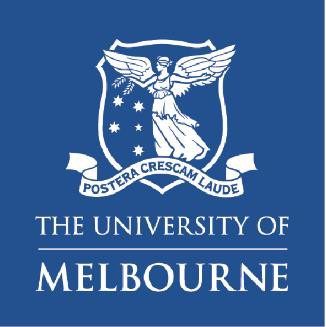 POSTERA CRESCAM LAUDE
THE UNIVERSITY OF
MELBOURNE